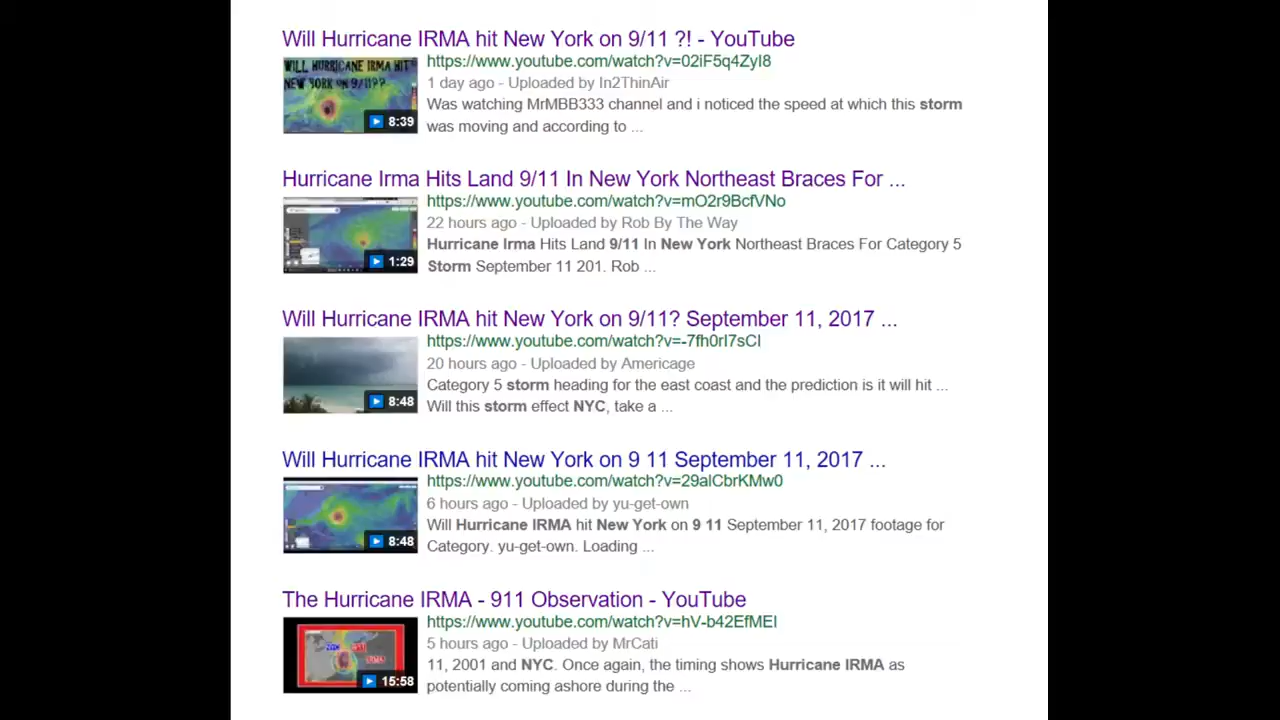 Will Hurricane IRMA hit New York on 9/11 ?! - YouTube
https://www.youtube.com/watch?v=02iF5q4ZyI8
WILL HURRICANE IRMA HIT
NEW YORK ON 9/11??
8:39
1 day ago - Uploaded by In2ThinAir
Was watching MrMBB333 channel and i noticed the speed at which this storm
was moving and according to ...
Hurricane Irma Hits Land 9/11 In New York Northeast Braces For ...
https://www.youtube.com/watch?v=mO2r9BcfVNo
1:29
22 hours ago - Uploaded by Rob By The Way
Hurricane Irma Hits Land 9/11 In New York Northeast Braces For Category 5
Storm September 11 201. Rob ...
Will Hurricane IRMA hit New York on 9/11? September 11, 2017 ...
https://www.youtube.com/watch?v=-7fh0rI7sCI
8:48
20 hours ago - Uploaded by Americage
Category 5 storm heading for the east coast and the prediction is it will hit ...
Will this storm effect NYC, take a ...
Will Hurricane IRMA hit New York on 9 11 September 11, 2017 ...
https://www.youtube.com/watch?v=29alCbrKMw0
8:48
6 hours ago - Uploaded by yu-get-own
Will Hurricane IRMA hit New York on 9 11 September 11, 2017 footage for
Category. yu-get-own. Loading ...
The Hurricane IRMA - 911 Observation - YouTube
https://www.youtube.com/watch?v=hV-b42EfMEI
15:58
5 hours ago - Uploaded by MrCati
11, 2001 and NYC. Once again, the timing shows Hurricane IRMA as
potentially coming ashore during the ...